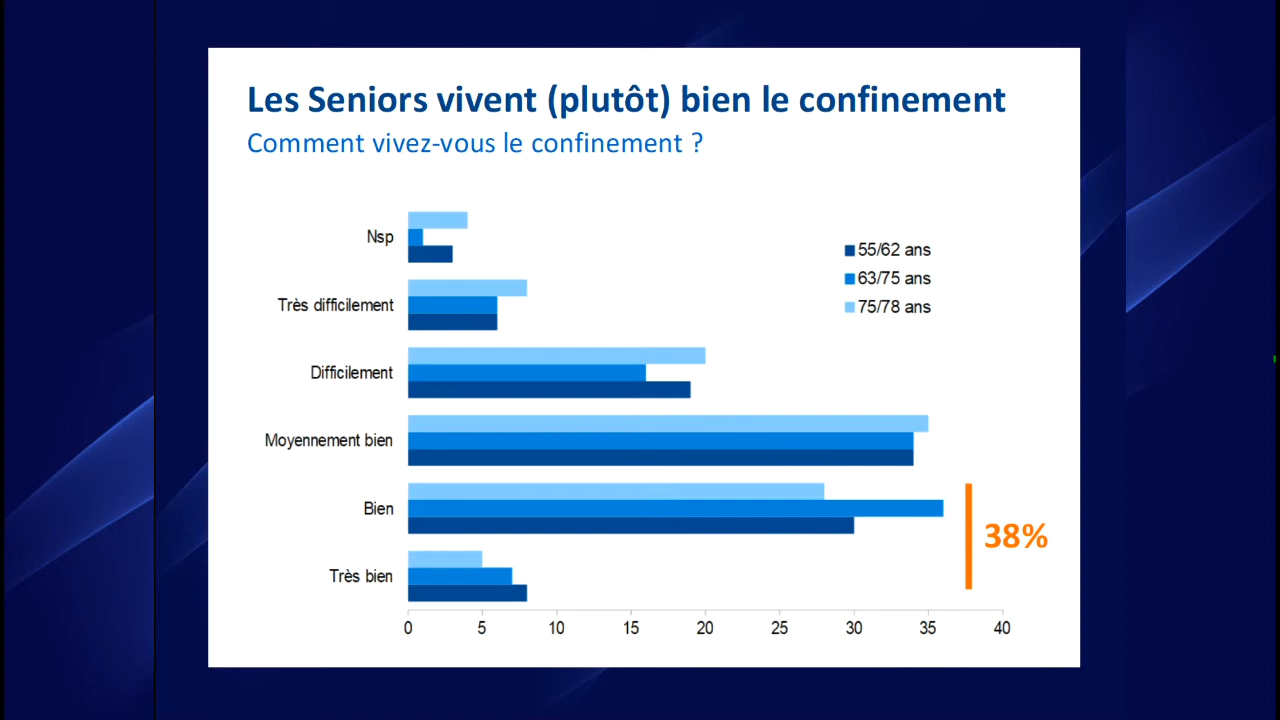 Les Seniors vivent (plutôt) bien le confinement
Comment vivez-vous le confinement ?
Nsp
Très difficilement
Difficilement
Moyennement bien
Bien
Très bien
55/62 ans
63/75 ans
75/78 ans
38%
0 5 10 15 20 25 30 35 40